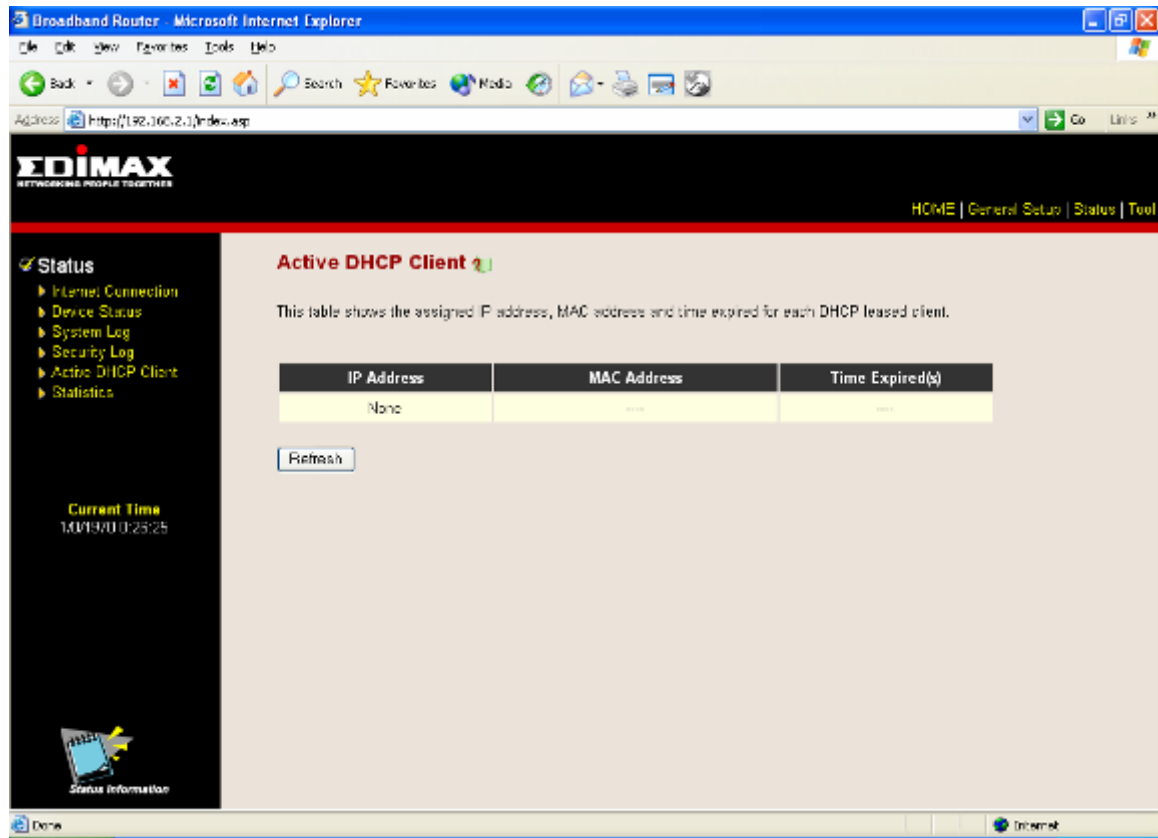 Broadband Router - Microsoft Internet Explorer
File Edit View Favorites Tools Help
Back Search Favorites Media
Address http://192.168.2.1/index.asp Go Links »
EDIMAX
NETWORKING PEOPLE TOGETHER
HOME | General Setup | Status | Tool
Status
Internet Connection
Device Status
System Log
Security Log
Active DHCP Client
Statistics
Current Time
1/0/1970 0:26:25
Status Information
Active DHCP Client
This table shows the assigned IP address, MAC address and time expired for each DHCP leased client.
IP Address MAC Address Time Expired(s)
None ---- ----
Refresh
Done Internet